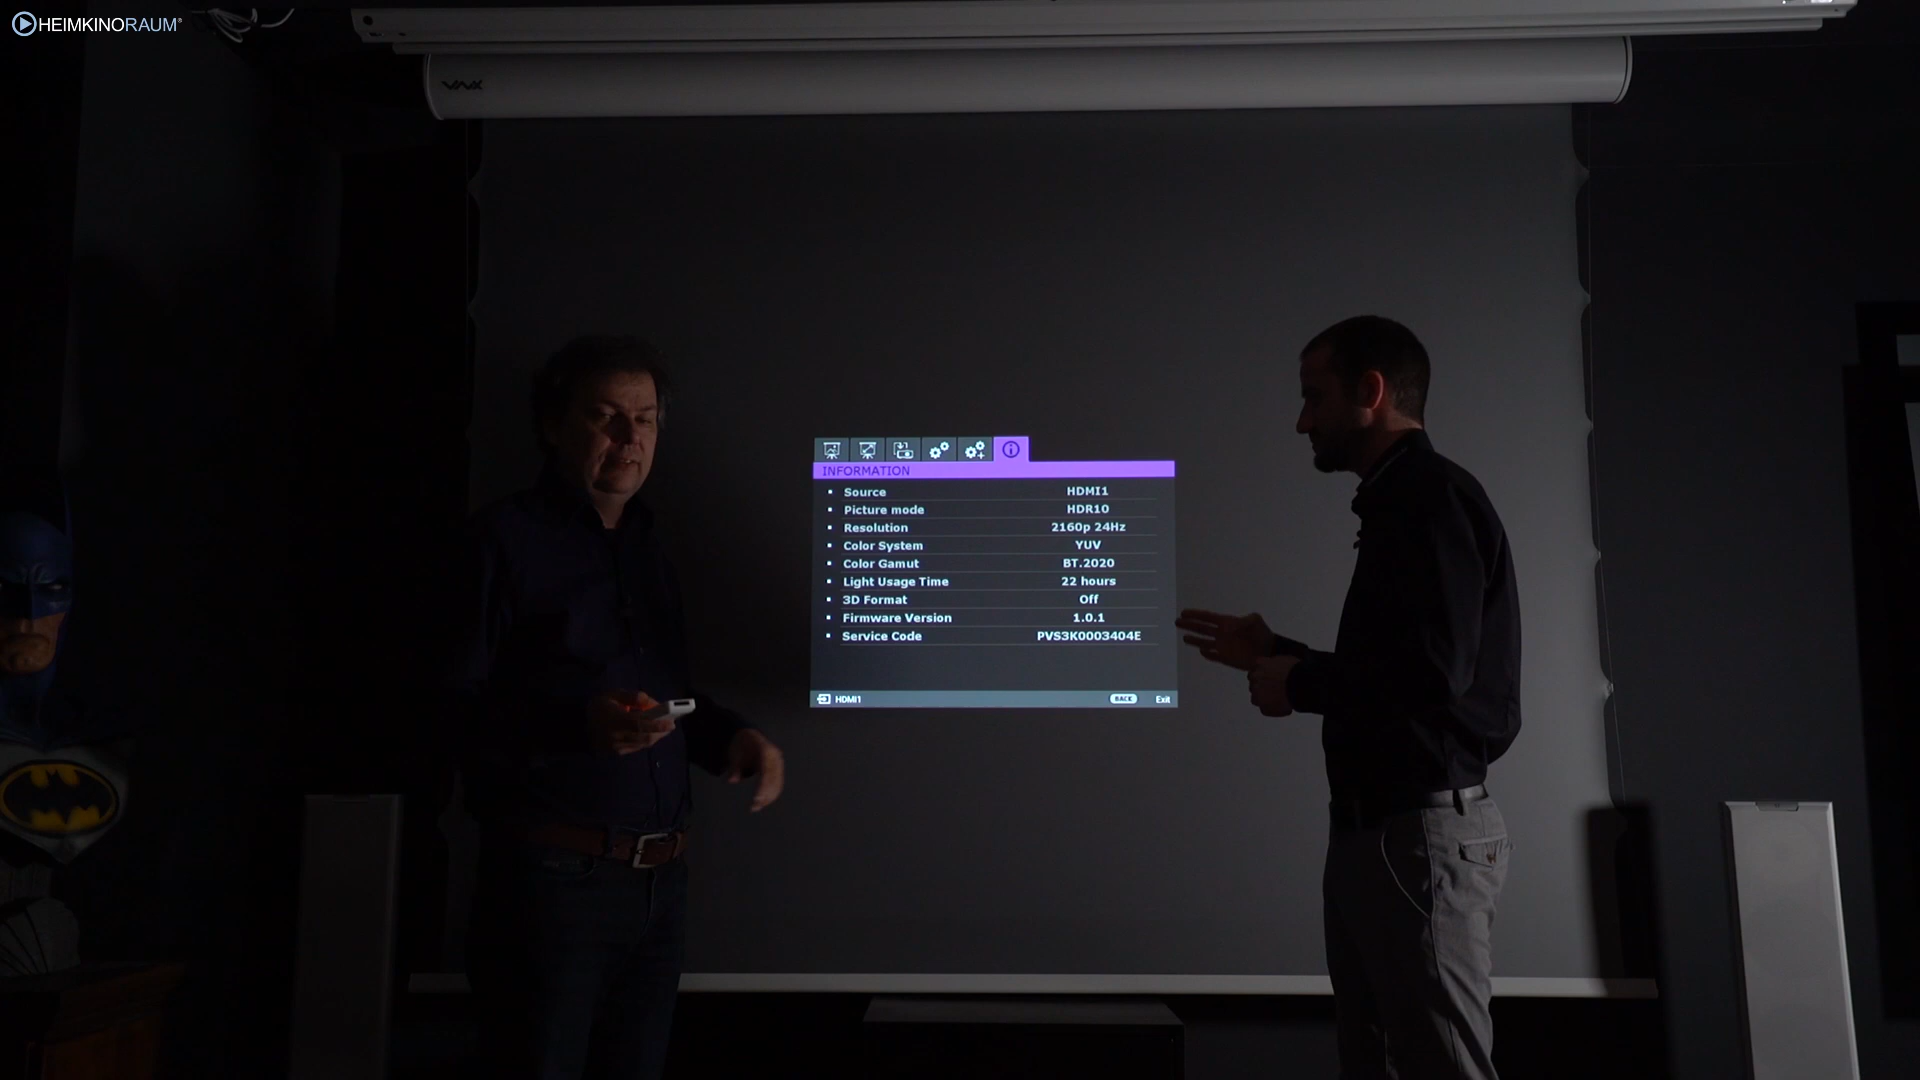 HEIMKINORAUM®
VNX
INFORMATION
Source HDMI1
Picture mode HDR10
Resolution 2160p 24Hz
Color System YUV
Color Gamut BT.2020
Light Usage Time 22 hours
3D Format Off
Firmware Version 1.0.1
Service Code PVS3K0003404E
HDMI1 BACK Exit